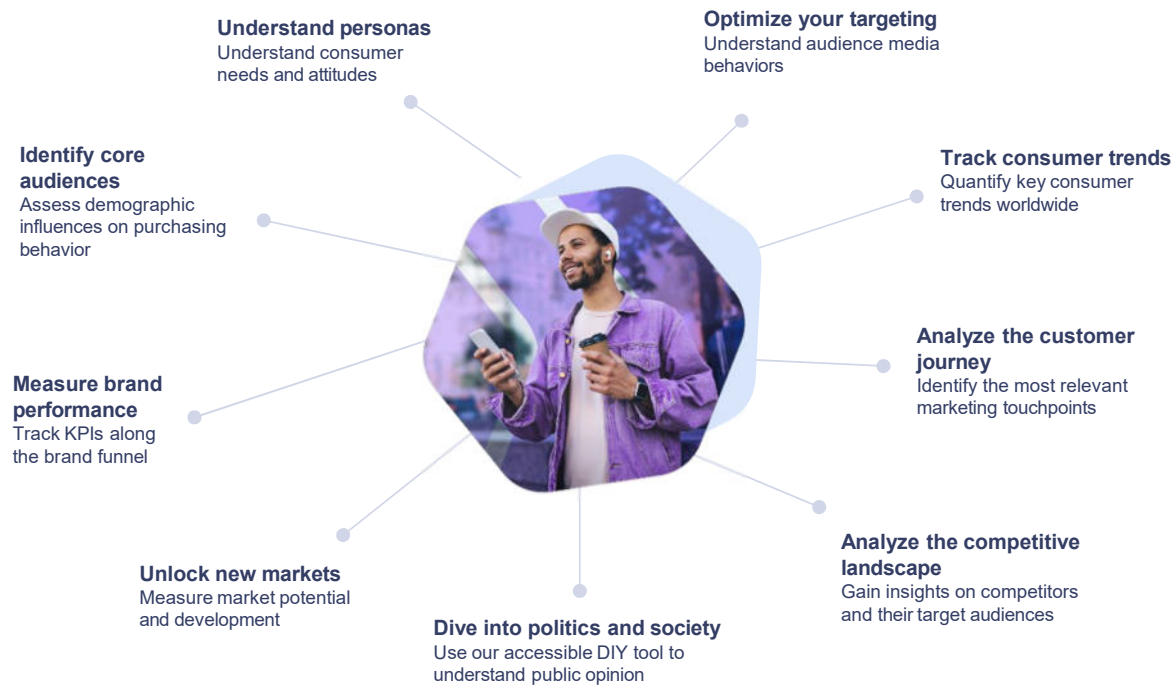 Understand personas
Understand consumer
needs and attitudes
Optimize your targeting
Understand audience media
behaviors
Identify core
audiences
Assess demographic
influences on purchasing
behavior
Track consumer trends
Quantify key consumer
trends worldwide
Measure brand
performance
Track KPIs along
the brand funnel
Analyze the customer
journey
Identify the most relevant
marketing touchpoints
Unlock new markets
Measure market potential
and development
Dive into politics and society
Use our accessible DIY tool to
understand public opinion
Analyze the competitive
landscape
Gain insights on competitors
and their target audiences